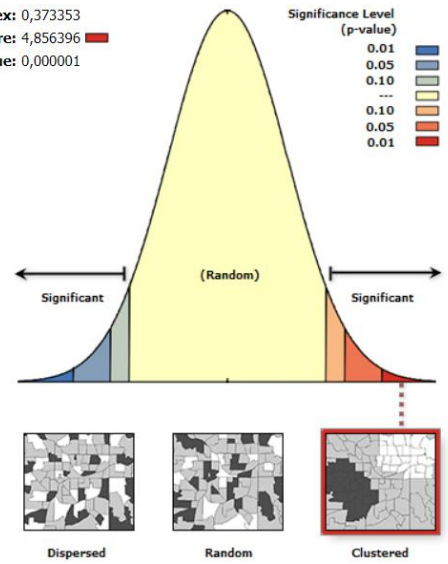 ex: 0,373353
re: 4,856396
ue: 0,000001
Significance Level
(p-value)
0.01
0.05
0.10
---
0.10
0.05
0.01
(Random)
Significant
Significant
Dispersed
Random
Clustered